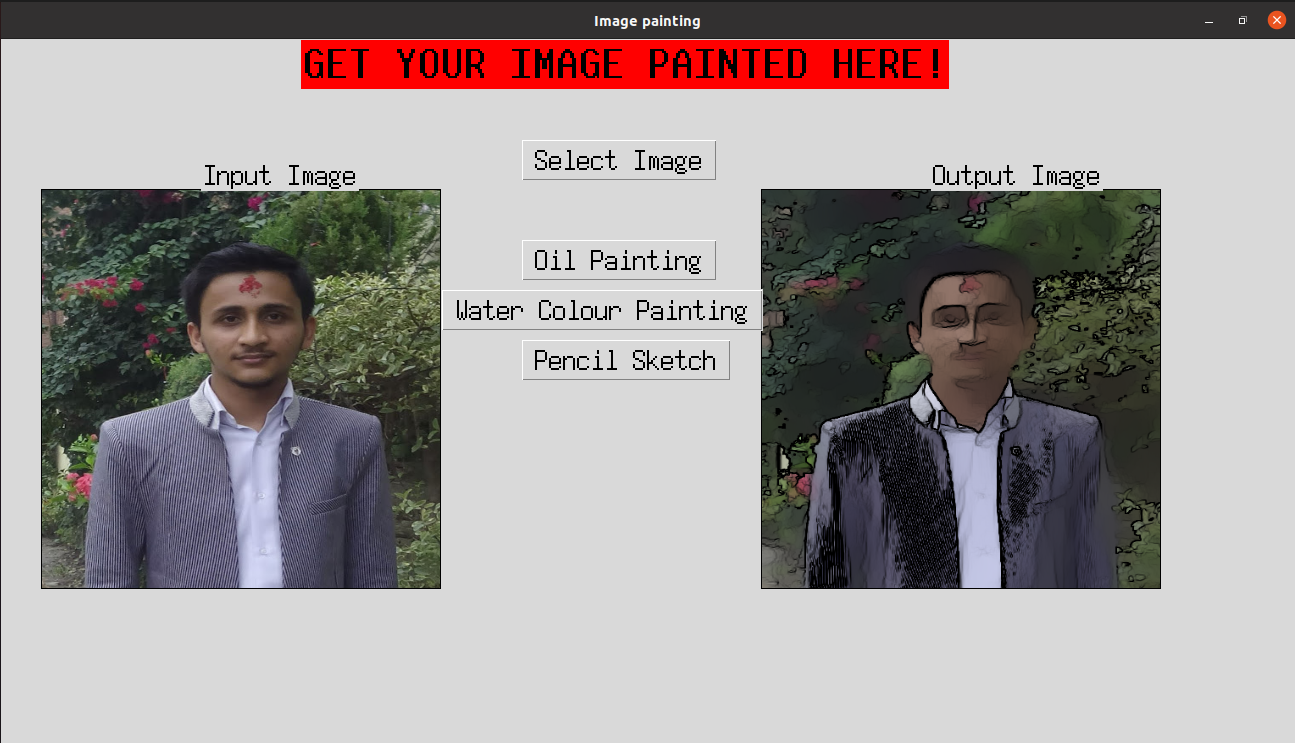 Image painting
GET YOUR IMAGE PAINTED HERE!
Select Image
Input Image
Output Image
Oil Painting
Water Colour Painting
Pencil Sketch